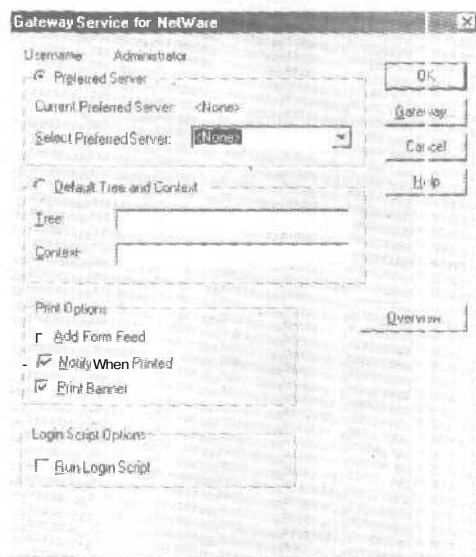 Gateway Service for NetWare
Username: Administrator
Preferred Server
Current Preferred Server: <None>
Select Preferred Server: <None>
Default Tree and Context
Tree:
Context:
Print Options
Add Form Feed
Notify When Printed
Print Banner
Login Script Options
Run Login Script
OK
Gateway
Cancel
Help
Overview